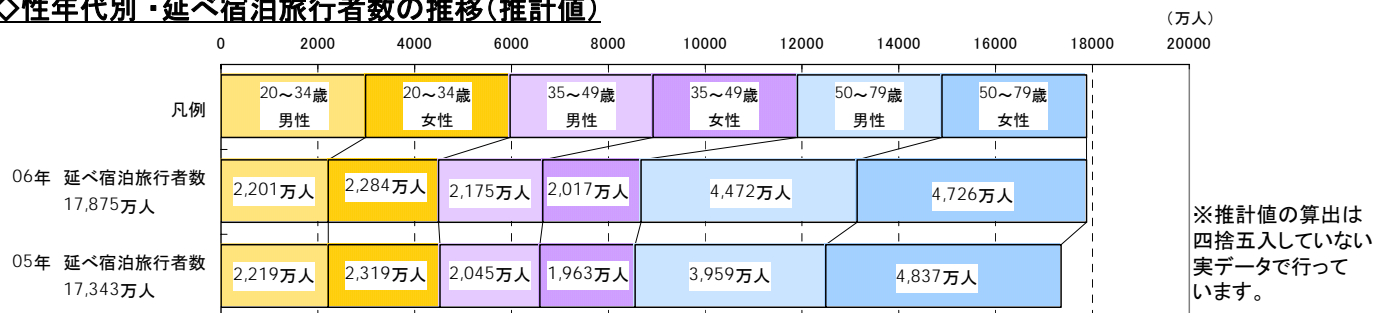 ◇性年代別・延べ宿泊旅行者数の推移（推計値）
（万人）
0 2000 4000 6000 8000 10000 12000 14000 16000 18000 20000
凡例
20～34歳 男性
20～34歳 女性
35～49歳 男性
35～49歳 女性
50～79歳 男性
50～79歳 女性
06年 延べ宿泊旅行者数
17,875万人
2,201万人 2,284万人 2,175万人 2,017万人 4,472万人 4,726万人
05年 延べ宿泊旅行者数
17,343万人
2,219万人 2,319万人 2,045万人 1,963万人 3,959万人 4,837万人
※推計値の算出は
四捨五入していない
実データで行って
います。